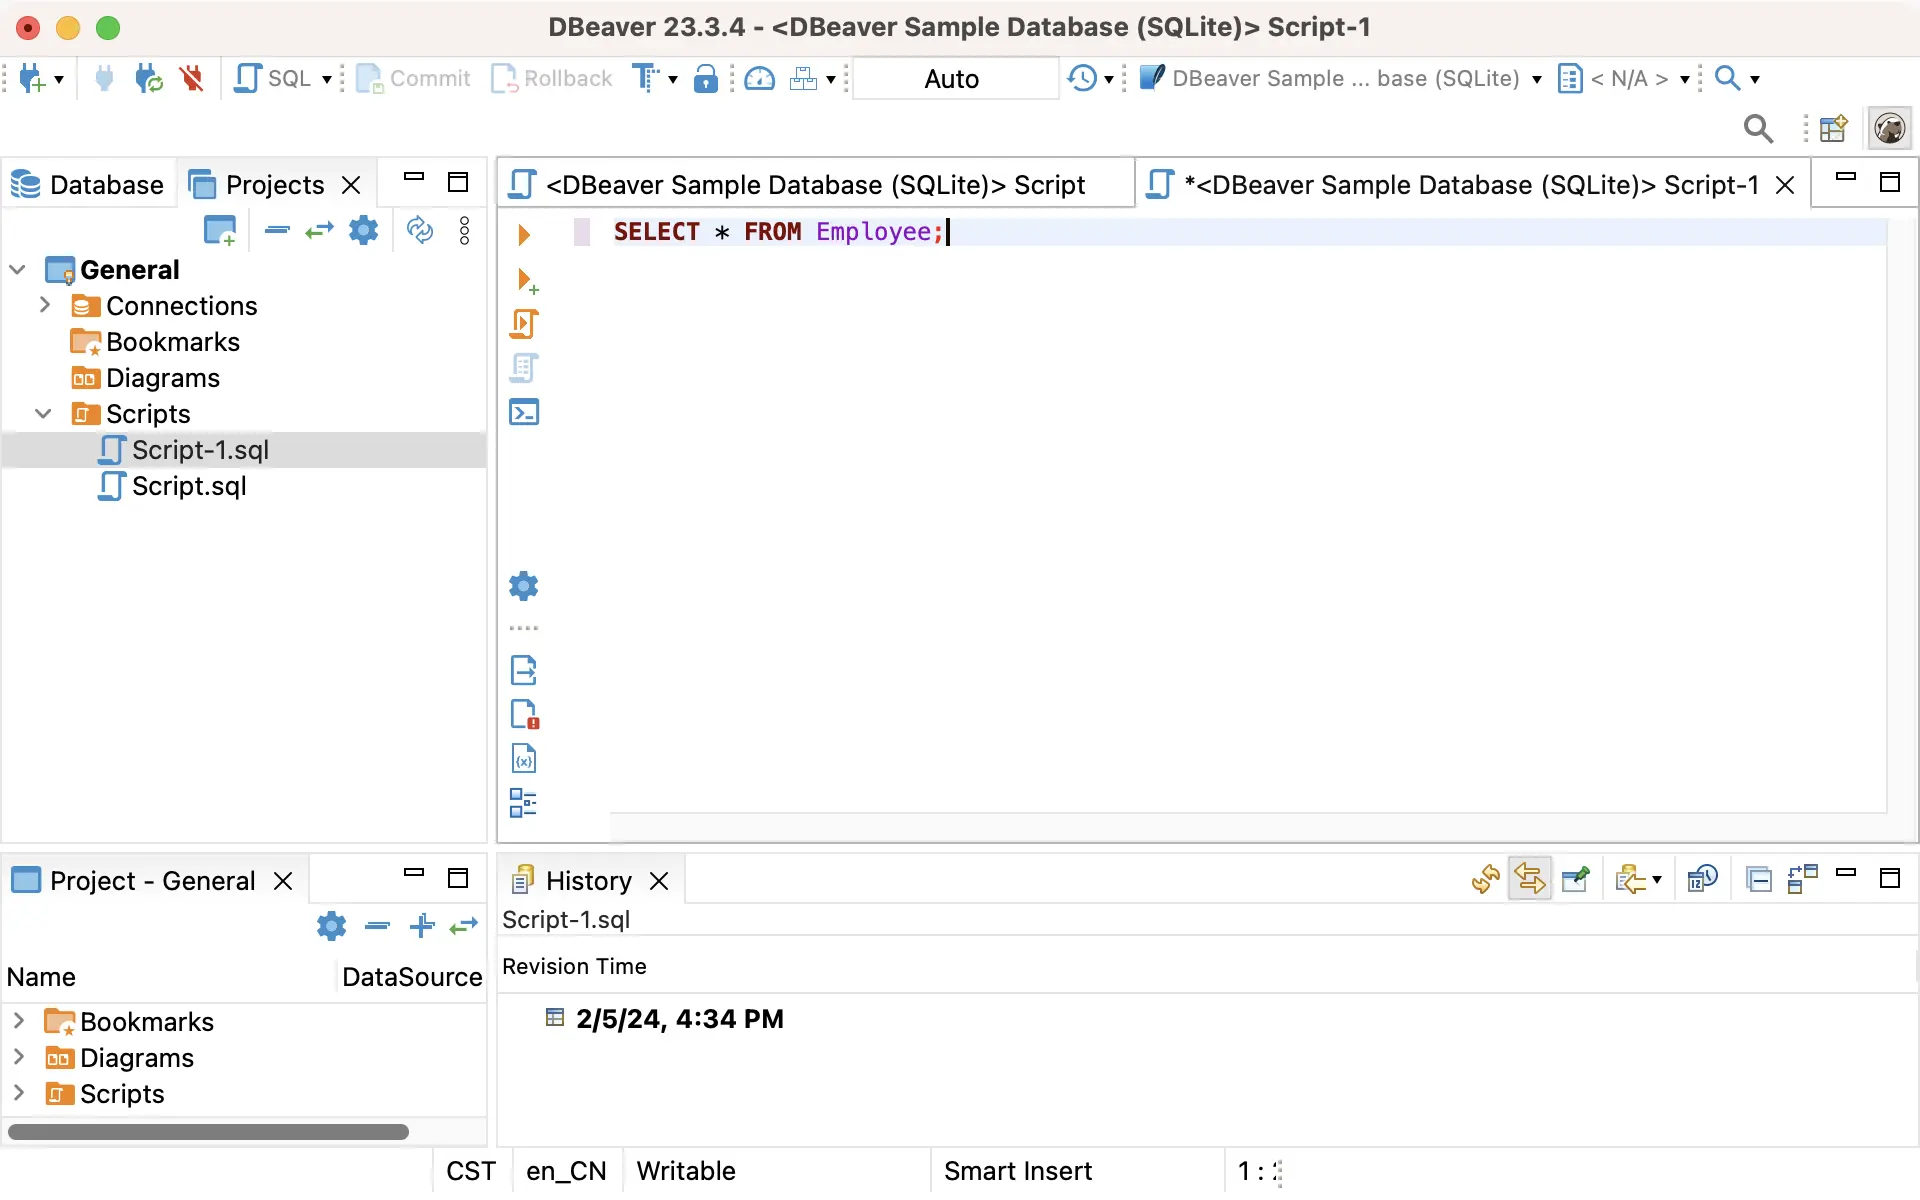 DBeaver 23.3.4 - <DBeaver Sample Database (SQLite)> Script-1
SQL
Commit
Rollback
Auto
DBeaver Sample ... base (SQLite)
< N/A >
Database
Projects
<DBeaver Sample Database (SQLite)> Script
*<DBeaver Sample Database (SQLite)> Script-1
SELECT * FROM Employee;
General
Connections
Bookmarks
Diagrams
Scripts
Script-1.sql
Script.sql
Project - General
Name
DataSource
Bookmarks
Diagrams
Scripts
History
Script-1.sql
Revision Time
2/5/24, 4:34 PM
CST
en_CN
Writable
Smart Insert
1 :